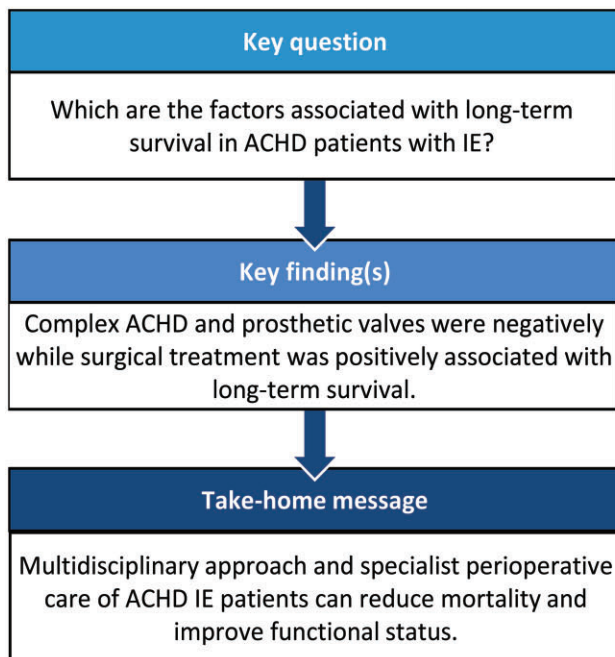 Key question
Which are the factors associated with long-term
survival in ACHD patients with IE?
Key finding(s)
Complex ACHD and prosthetic valves were negatively
while surgical treatment was positively associated with
long-term survival.
Take-home message
Multidisciplinary approach and specialist perioperative
care of ACHD IE patients can reduce mortality and
improve functional status.